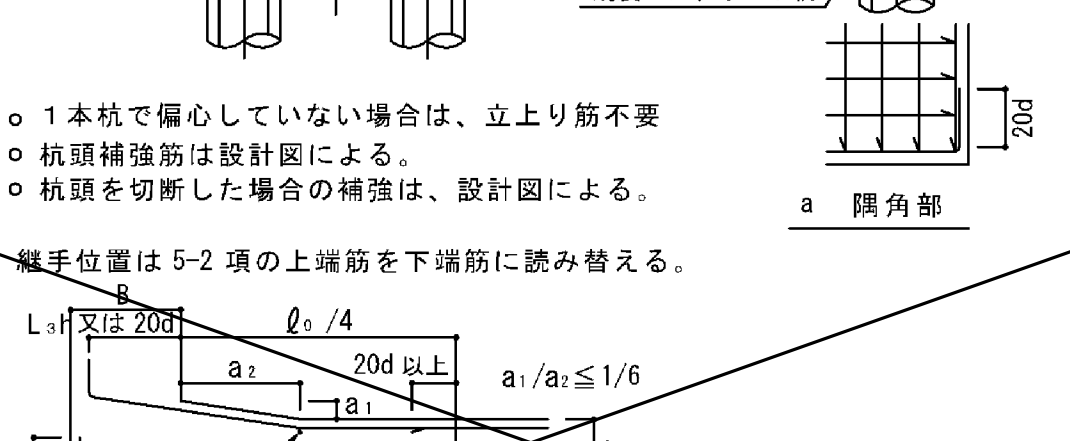 ○ 1本杭で偏心していない場合は、立上り筋不要
○ 杭頭補強筋は設計図による。
○ 杭頭を切断した場合の補強は、設計図による。
20d
a 隅角部
継手位置は 5-2 項の上端筋を下端筋に読み替える。
B
L₃h 又は 20d
ℓ₀ /4
a₂
20d 以上
a₁/a₂≦1/6
a₁